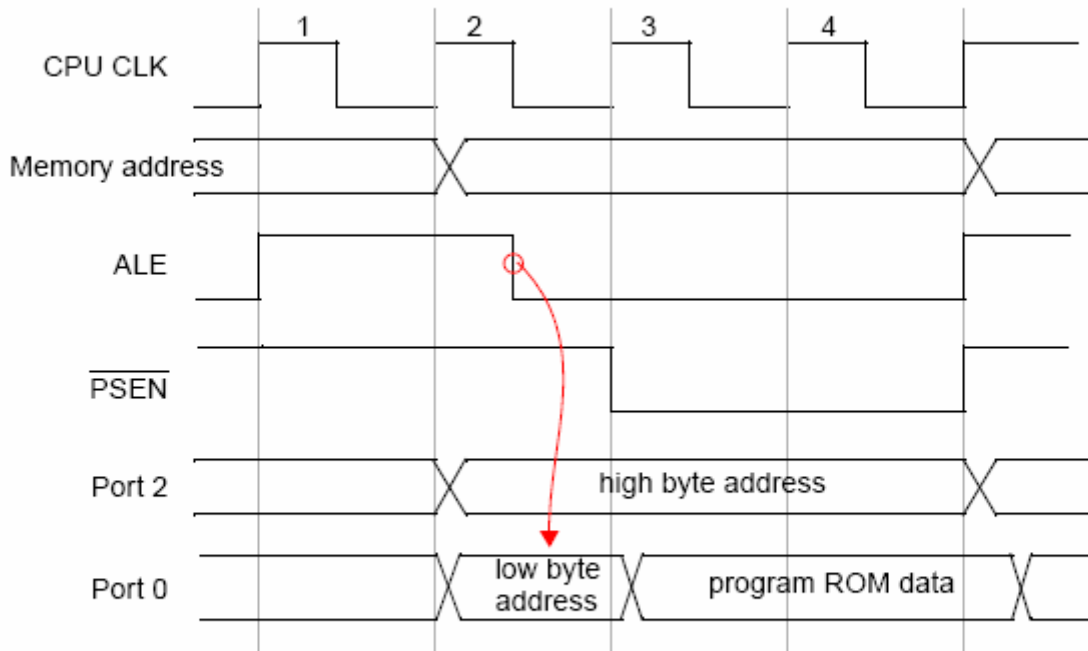 1 2 3 4
CPU CLK
Memory address
ALE
PSEN
Port 2
high byte address
Port 0
low byte
address
program ROM data